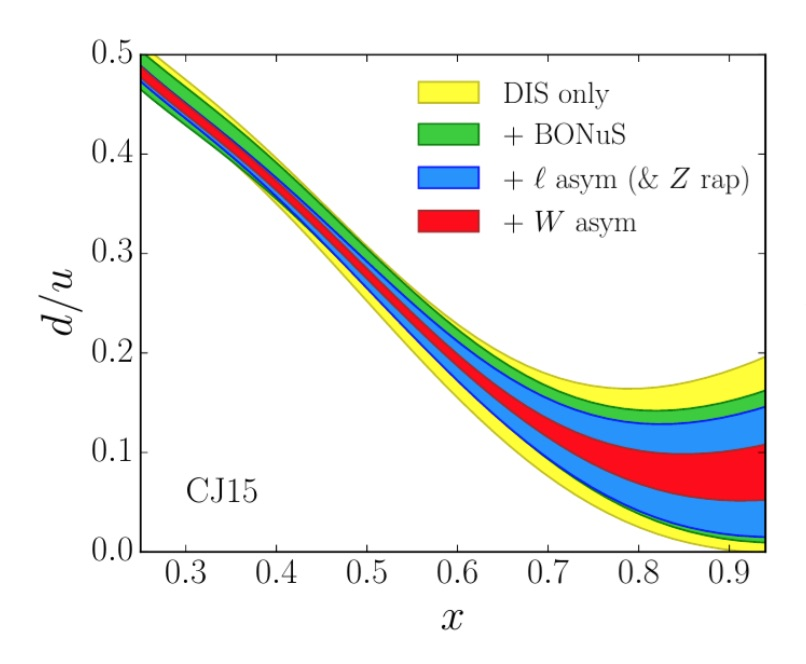 0.5
0.4
0.3
0.2
0.1
0.0
d/u
DIS only
+ BONuS
+ ℓ asym (& Z rap)
+ W asym
CJ15
0.3 0.4 0.5 0.6 0.7 0.8 0.9
x